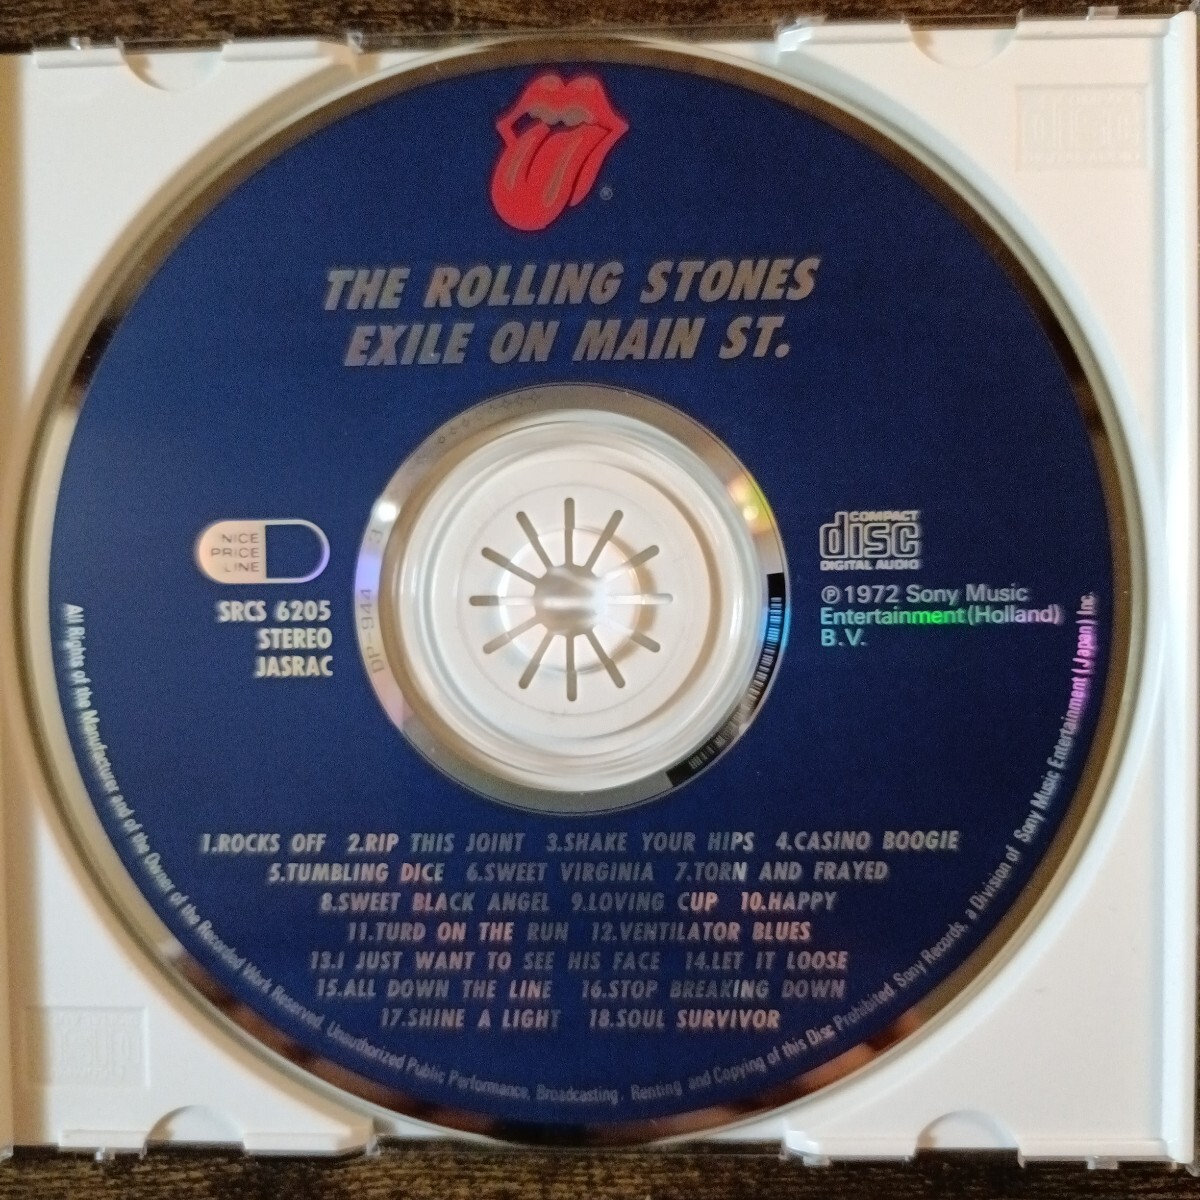 ®
THE ROLLING STONES
EXILE ON MAIN ST.
NICE
PRICE
LINE
SRCS 6205
STEREO
JASRAC
COMPACT
disc
DIGITAL AUDIO
℗1972 Sony Music
Entertainment (Holland)
B.V.
1.ROCKS OFF 2.RIP THIS JOINT 3.SHAKE YOUR HIPS 4.CASINO BOOGIE
5.TUMBLING DICE 6.SWEET VIRGINIA 7.TORN AND FRAYED
8.SWEET BLACK ANGEL 9.LOVING CUP 10.HAPPY
11.TURD ON THE RUN 12.VENTILATOR BLUES
13.I JUST WANT TO SEE HIS FACE 14.LET IT LOOSE
15.ALL DOWN THE LINE 16.STOP BREAKING DOWN
17.SHINE A LIGHT 18.SOUL SURVIVOR
All Rights of the Manufacturer and of the Owner of the Recorded Work Reserved. Unauthorized Public Performance, Broadcasting, Renting and Copying of this Disc Prohibited. Sony Records, a Division of Sony Music Entertainment (Japan) Inc.